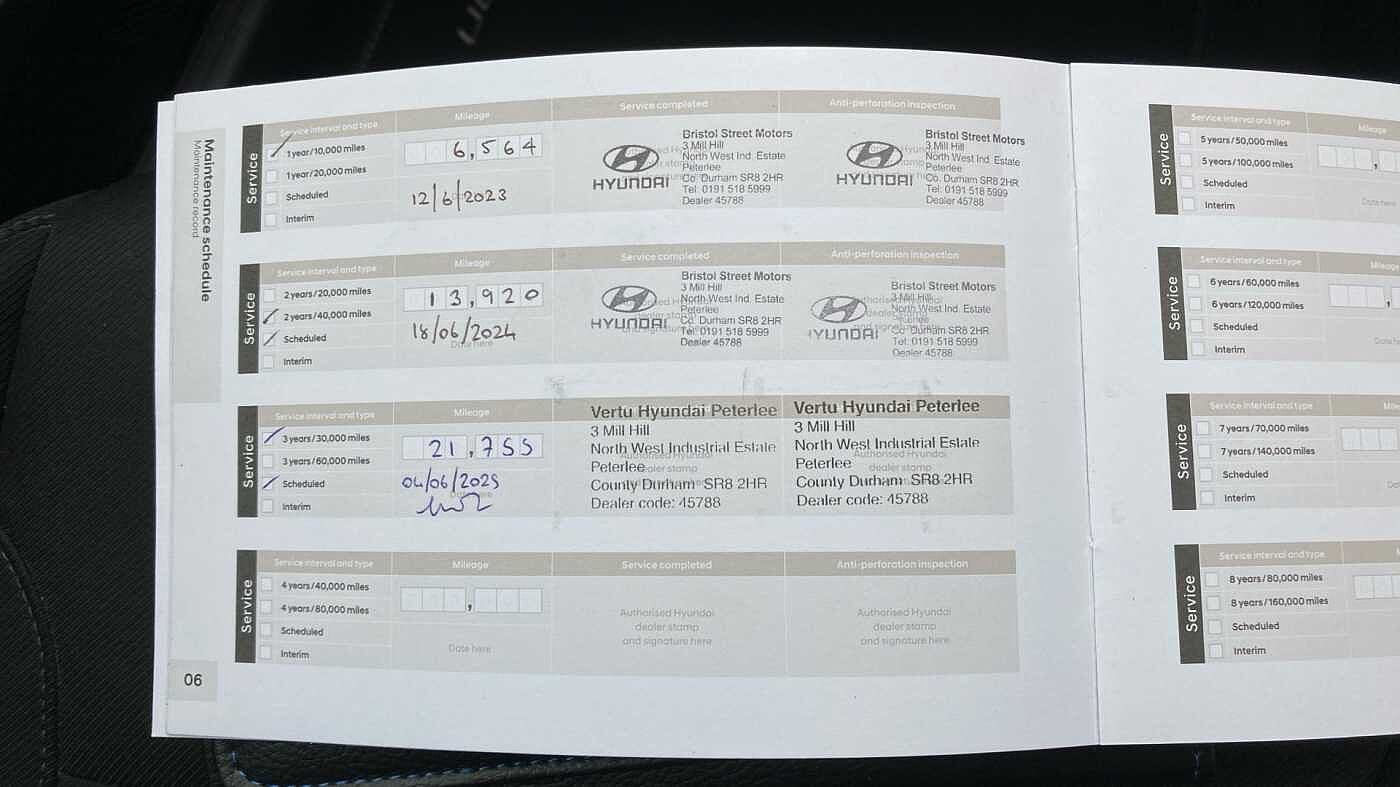 Maintenance schedule
Maintenance record
Service
Service interval and type
1 year/10,000 miles
1 year/20,000 miles
Scheduled
Interim
Mileage
6,564
12/6/2023
Service completed
HYUNDAI
Bristol Street Motors
3 Mill Hill
North West Ind. Estate
Peterlee
Co. Durham SR8 2HR
Tel: 0191 518 5999
Dealer 45788
Anti-perforation inspection
HYUNDAI
Bristol Street Motors
3 Mill Hill
North West Ind. Estate
Peterlee
Co. Durham SR8 2HR
Tel: 0191 518 5999
Dealer 45788
Service
Service interval and type
2 years/20,000 miles
2 years/40,000 miles
Scheduled
Interim
Mileage
13,920
18/06/2024
Date here
Service completed
HYUNDAI
Bristol Street Motors
3 Mill Hill
North West Ind. Estate
Peterlee
Co. Durham SR8 2HR
Tel: 0191 518 5999
Dealer 45788
Anti-perforation inspection
HYUNDAI
Bristol Street Motors
3 Mill Hill
North West Ind. Estate
Peterlee
Co. Durham SR8 2HR
Tel: 0191 518 5999
Dealer 45788
Service
Service interval and type
3 years/30,000 miles
3 years/60,000 miles
Scheduled
Interim
Mileage
21,755
04/06/2025
Vertu Hyundai Peterlee
3 Mill Hill
North West Industrial Estate
Authorised Hyundai
Peterlee
dealer stamp
County Durham SR8 2HR
Dealer code: 45788
Vertu Hyundai Peterlee
3 Mill Hill
North West Industrial Estate
Authorised Hyundai
Peterlee
dealer stamp
County Durham SR8 2HR
Dealer code: 45788
Service
Service interval and type
4 years/40,000 miles
4 years/80,000 miles
Scheduled
Interim
Mileage
Date here
Service completed
Authorised Hyundai
dealer stamp
and signature here
Anti-perforation inspection
Authorised Hyundai
dealer stamp
and signature here
06
Service
Service interval and type
5 years/50,000 miles
5 years/100,000 miles
Scheduled
Interim
Mileage
Date here
Service
Service interval and type
6 years/60,000 miles
6 years/120,000 miles
Scheduled
Interim
Mileage
Service
Service interval and type
7 years/70,000 miles
7 years/140,000 miles
Scheduled
Interim
Service
Service interval and type
8 years/80,000 miles
8 years/160,000 miles
Scheduled
Interim